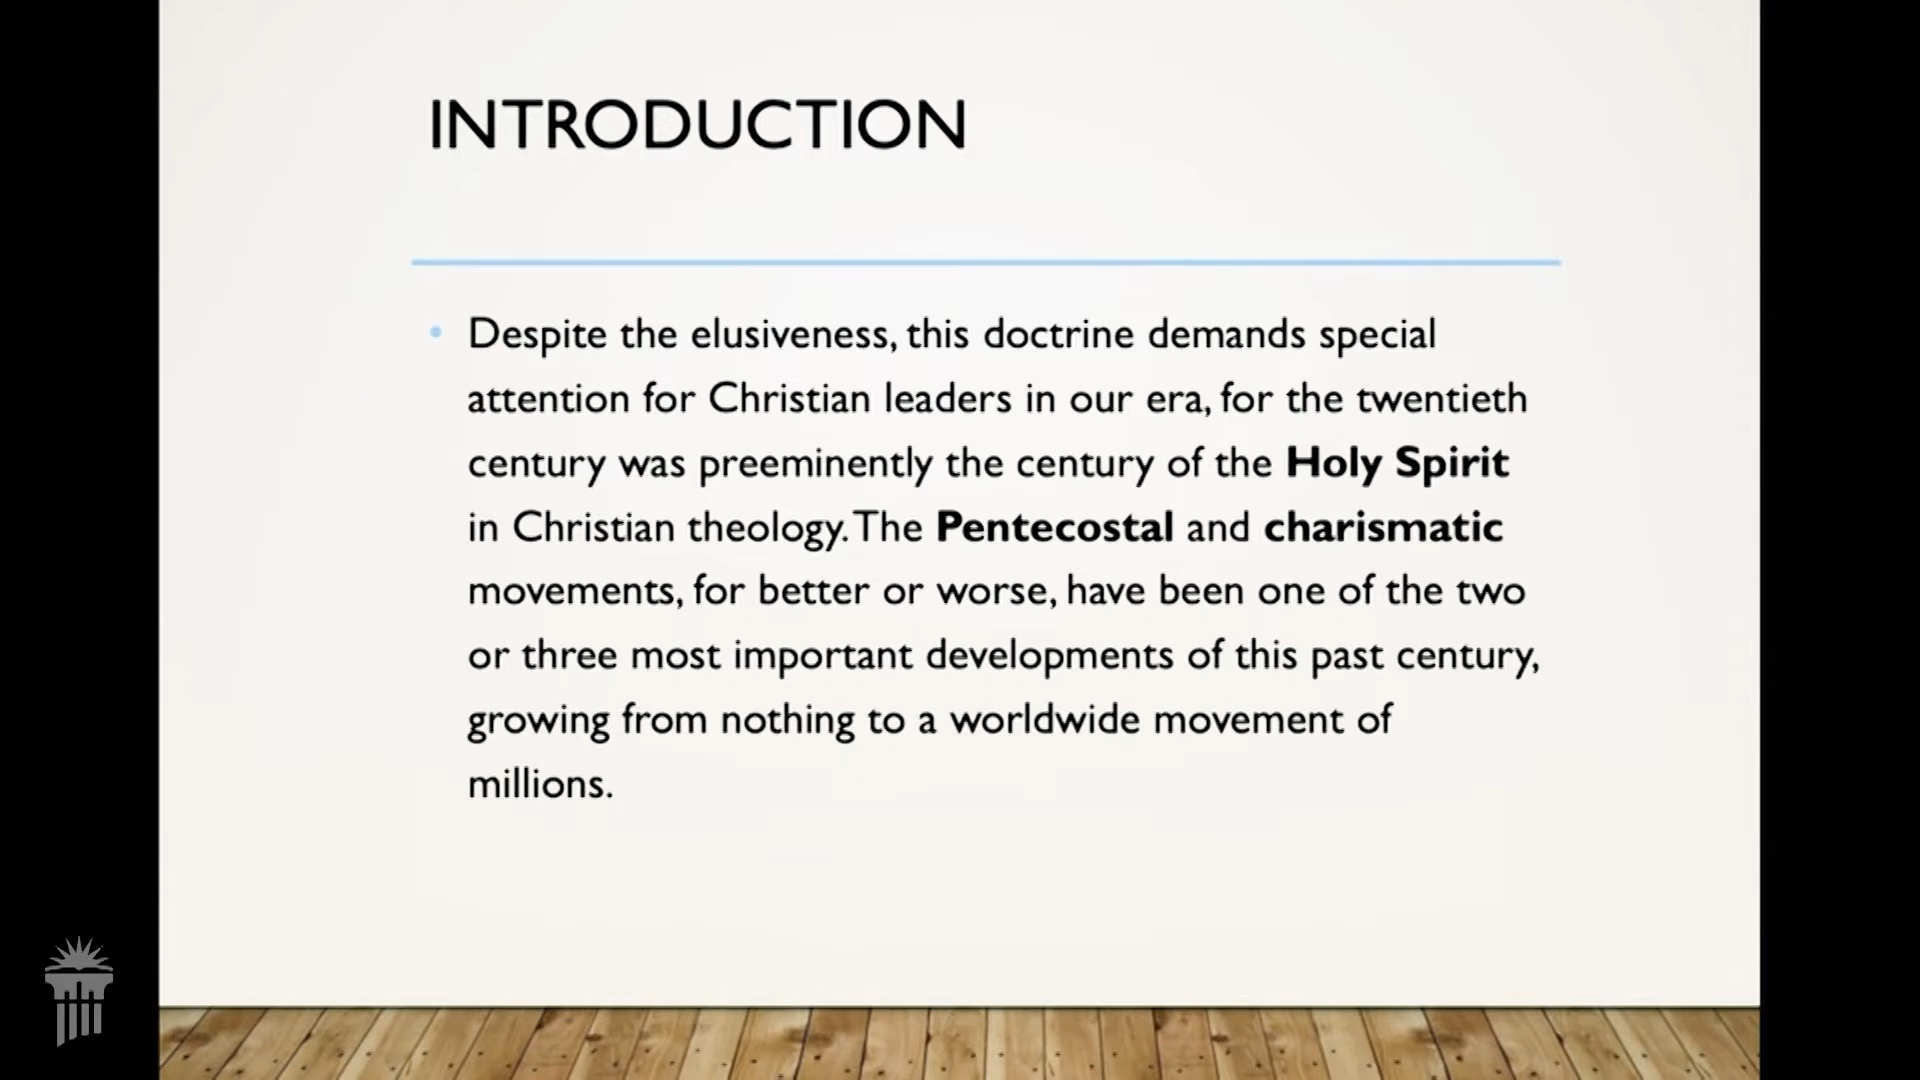 INTRODUCTION
• Despite the elusiveness, this doctrine demands special
attention for Christian leaders in our era, for the twentieth
century was preeminently the century of the Holy Spirit
in Christian theology. The Pentecostal and charismatic
movements, for better or worse, have been one of the two
or three most important developments of this past century,
growing from nothing to a worldwide movement of
millions.